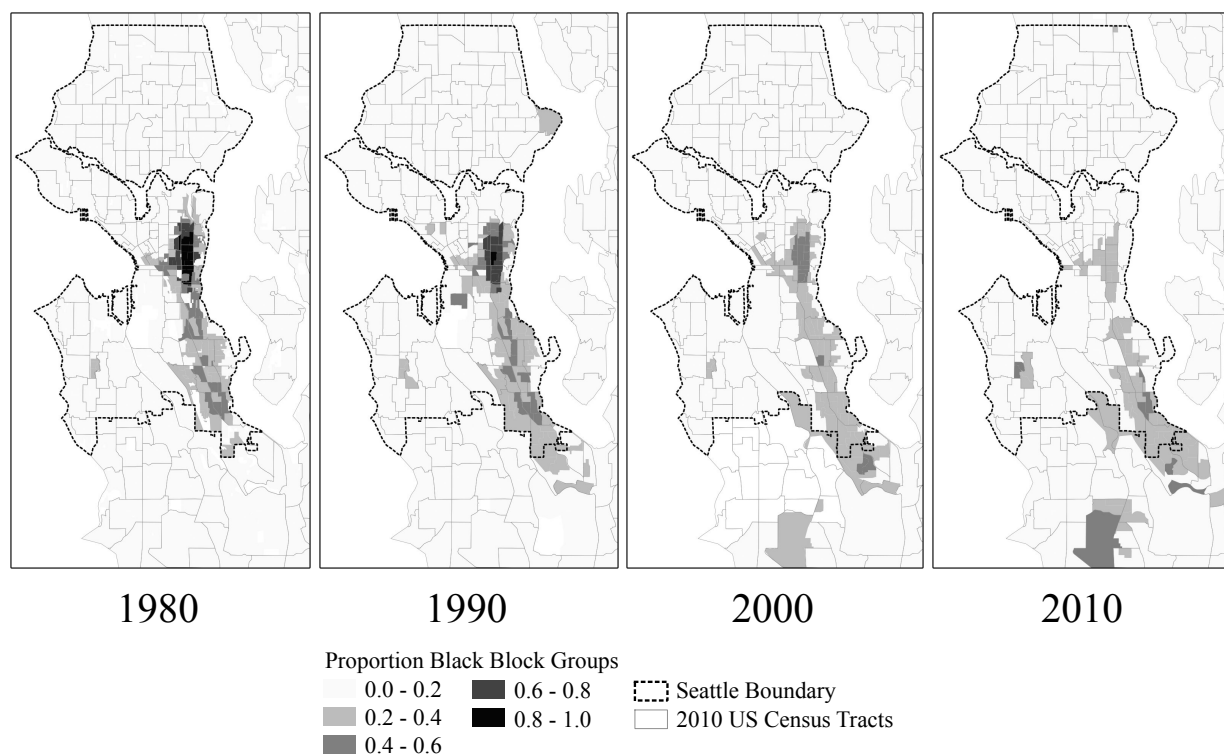 1980
1990
2000
2010
Proportion Black Block Groups
0.0 - 0.2
0.6 - 0.8
Seattle Boundary
0.2 - 0.4
0.8 - 1.0
2010 US Census Tracts
0.4 - 0.6